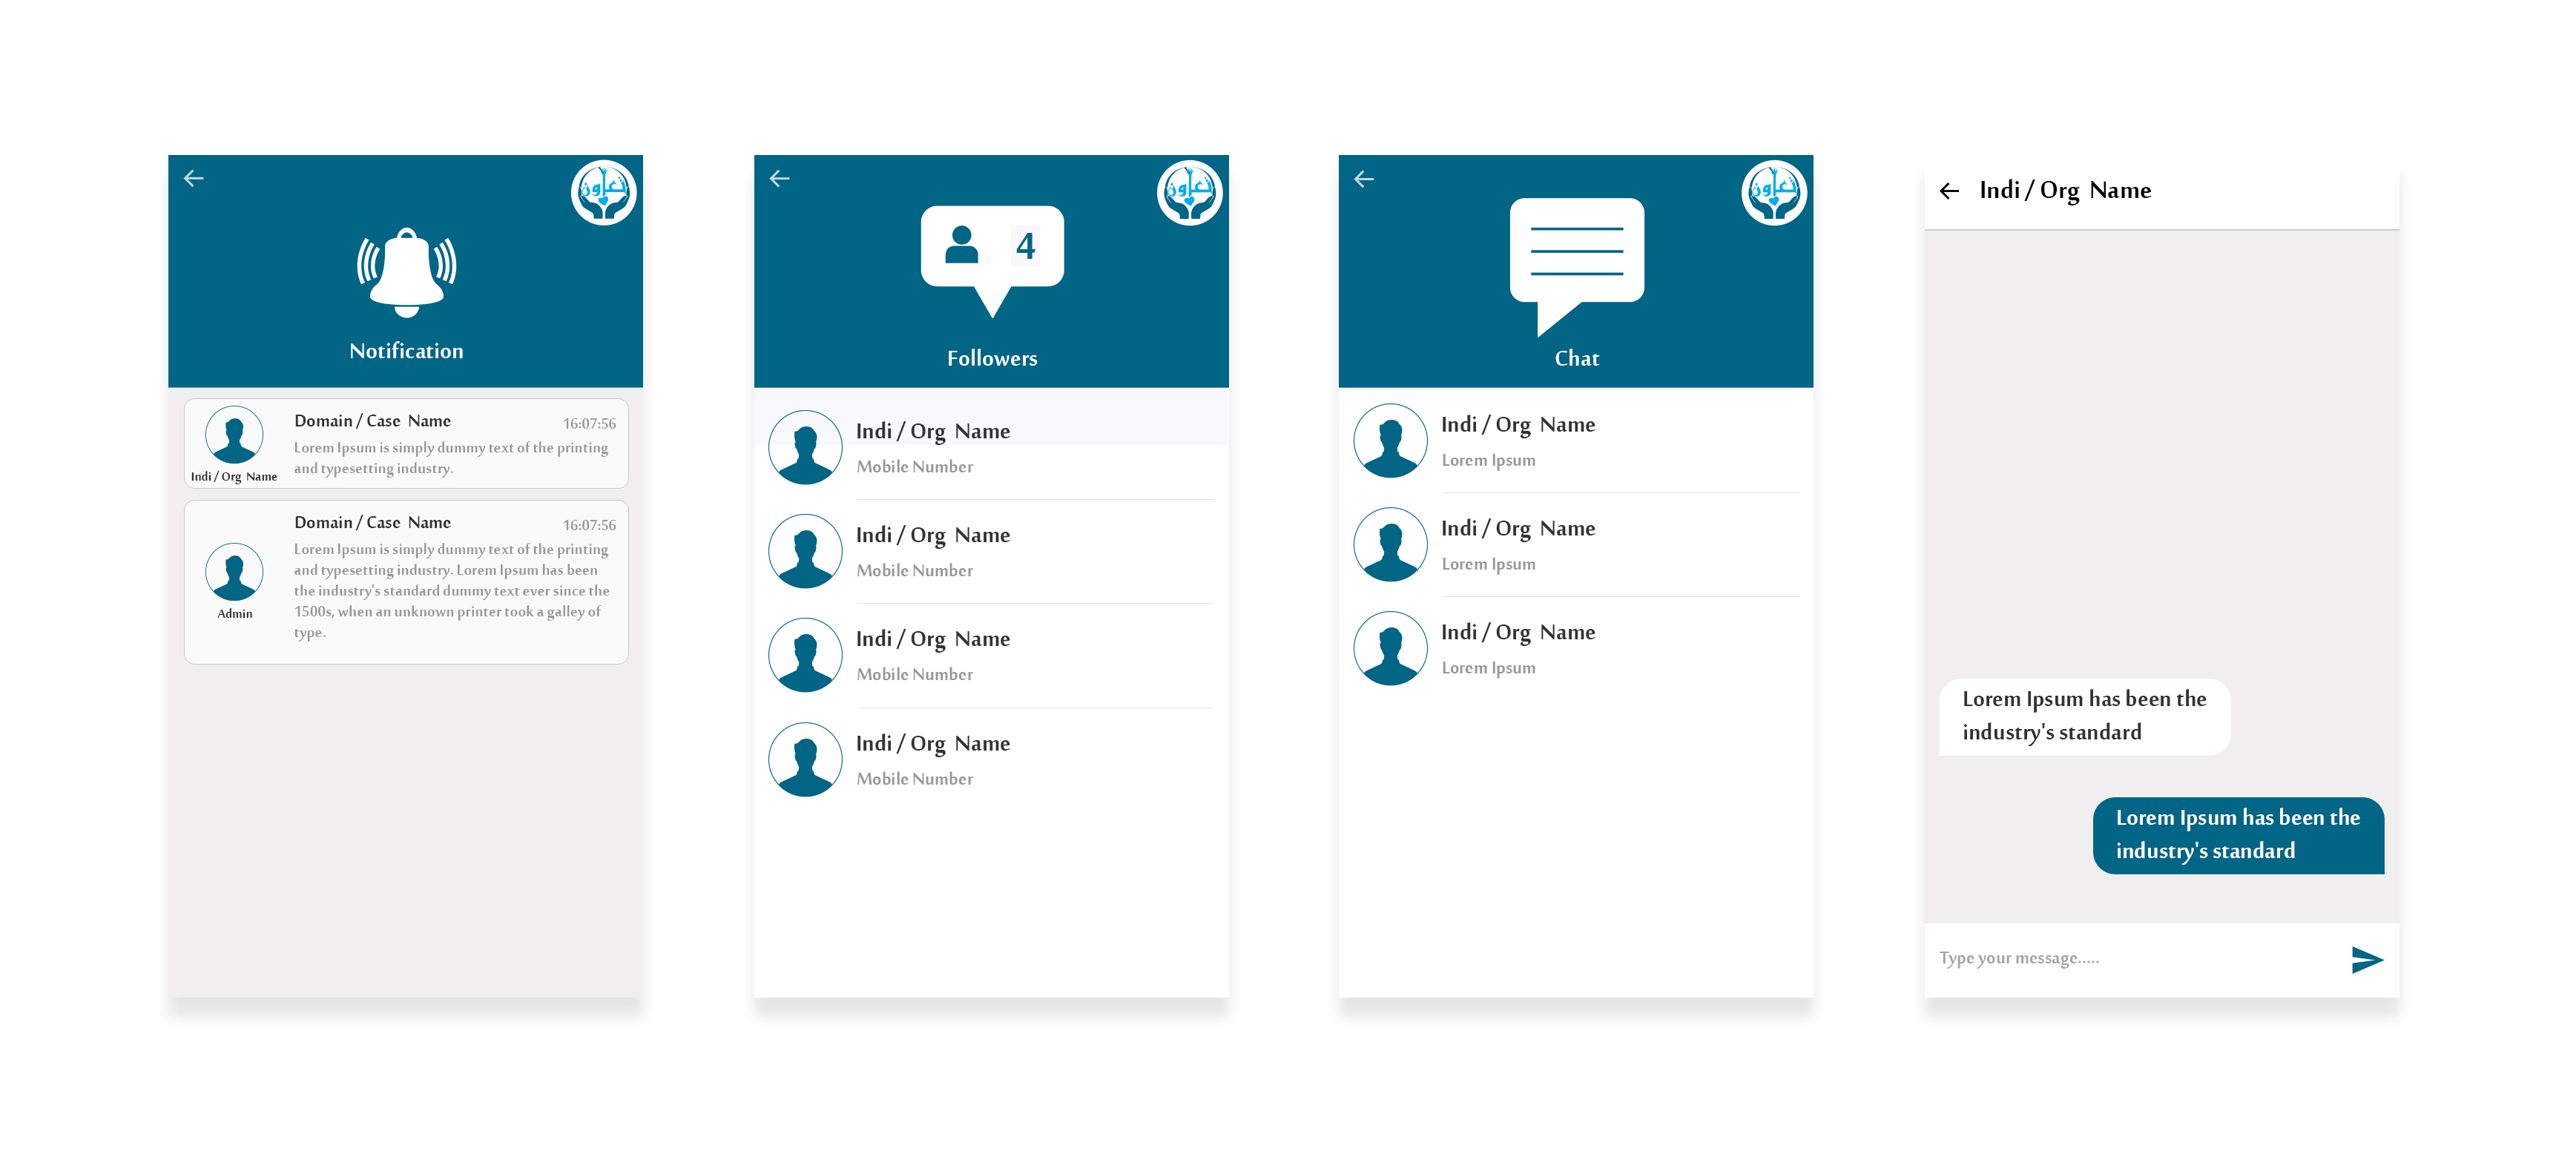 تعاون
Notification
Domain / Case Name
16:07:56
Lorem Ipsum is simply dummy text of the printing
and typesetting industry.
Indi / Org Name
Domain / Case Name
16:07:56
Lorem Ipsum is simply dummy text of the printing
and typesetting industry. Lorem Ipsum has been
the industry's standard dummy text ever since the
1500s, when an unknown printer took a galley of
type.
Admin
تعاون
4
Followers
Indi / Org Name
Mobile Number
Indi / Org Name
Mobile Number
Indi / Org Name
Mobile Number
Indi / Org Name
Mobile Number
تعاون
Chat
Indi / Org Name
Lorem Ipsum
Indi / Org Name
Lorem Ipsum
Indi / Org Name
Lorem Ipsum
Indi / Org Name
Lorem Ipsum has been the
industry's standard
Lorem Ipsum has been the
industry's standard
Type your message.....